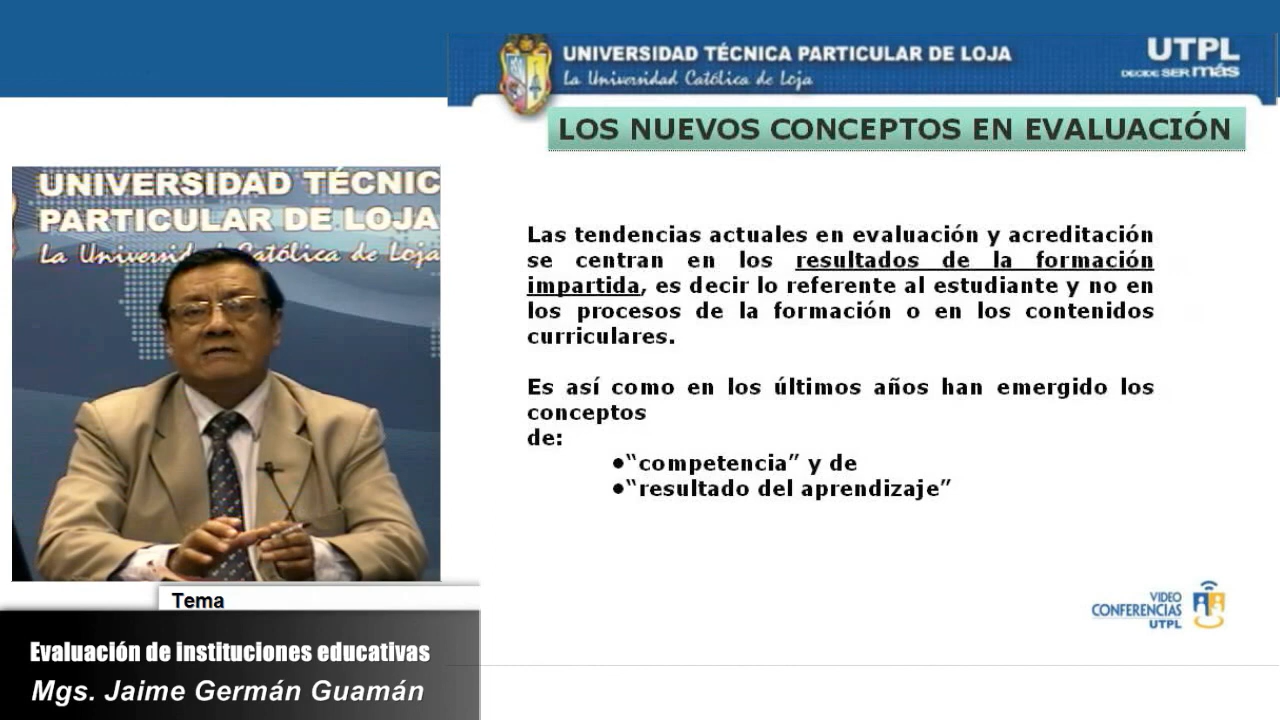 UNIVERSIDAD TÉCNICA PARTICULAR DE LOJA
La Universidad Católica de Loja
UTPL
DECIDE SER más
LOS NUEVOS CONCEPTOS EN EVALUACIÓN
UNIVERSIDAD TÉCNIC
PARTICULAR DE LOJA
La Universid Católica de Loja
Las tendencias actuales en evaluación y acreditación
se centran en los resultados de la formación
impartida, es decir lo referente al estudiante y no en
los procesos de la formación o en los contenidos
curriculares.
Es así como en los últimos años han emergido los
conceptos
de:
●“competencia” y de
●“resultado del aprendizaje”
VIDEO
CONFERENCIAS
UTPL
Tema
Evaluación de instituciones educativas
Mgs. Jaime Germán Guamán